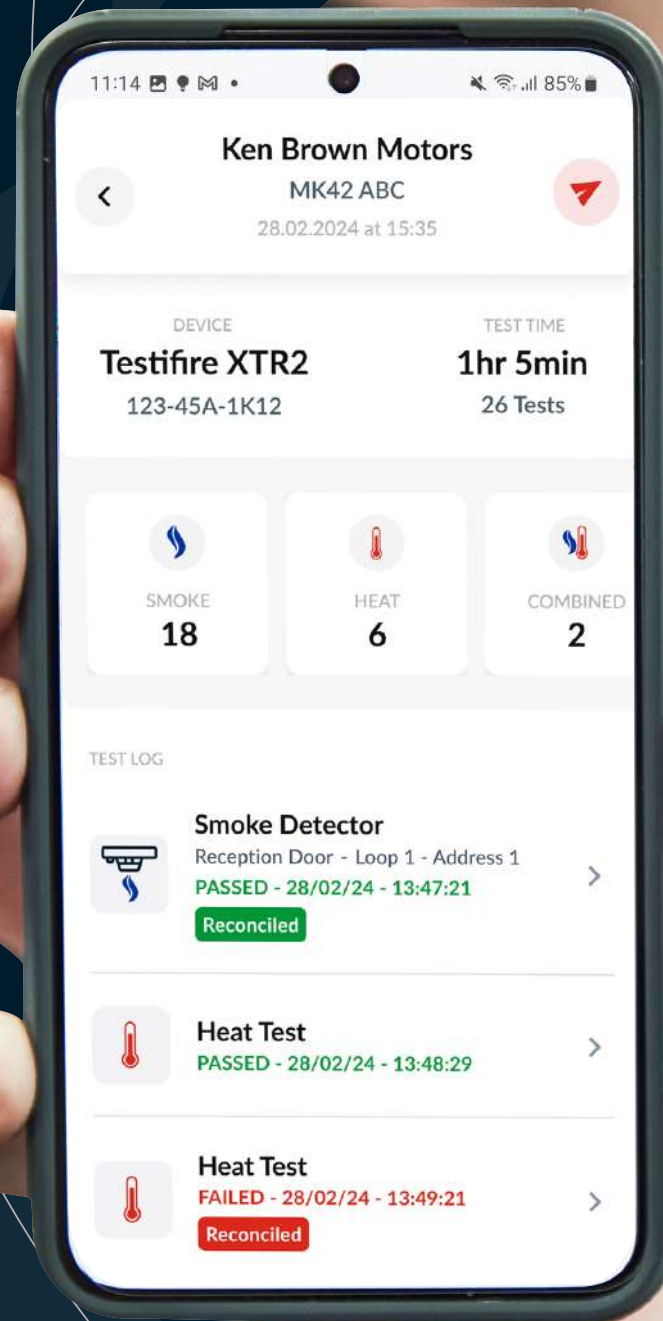 11:14
85%
Ken Brown Motors
MK42 ABC
28.02.2024 at 15:35
DEVICE
TEST TIME
Testifire XTR2
1hr 5min
123-45A-1K12
26 Tests
SMOKE
HEAT
COMBINED
18
6
2
TEST LOG
Smoke Detector
Reception Door - Loop 1 - Address 1
PASSED - 28/02/24 - 13:47:21
Reconciled
Heat Test
PASSED - 28/02/24 - 13:48:29
Heat Test
FAILED - 28/02/24 - 13:49:21
Reconciled